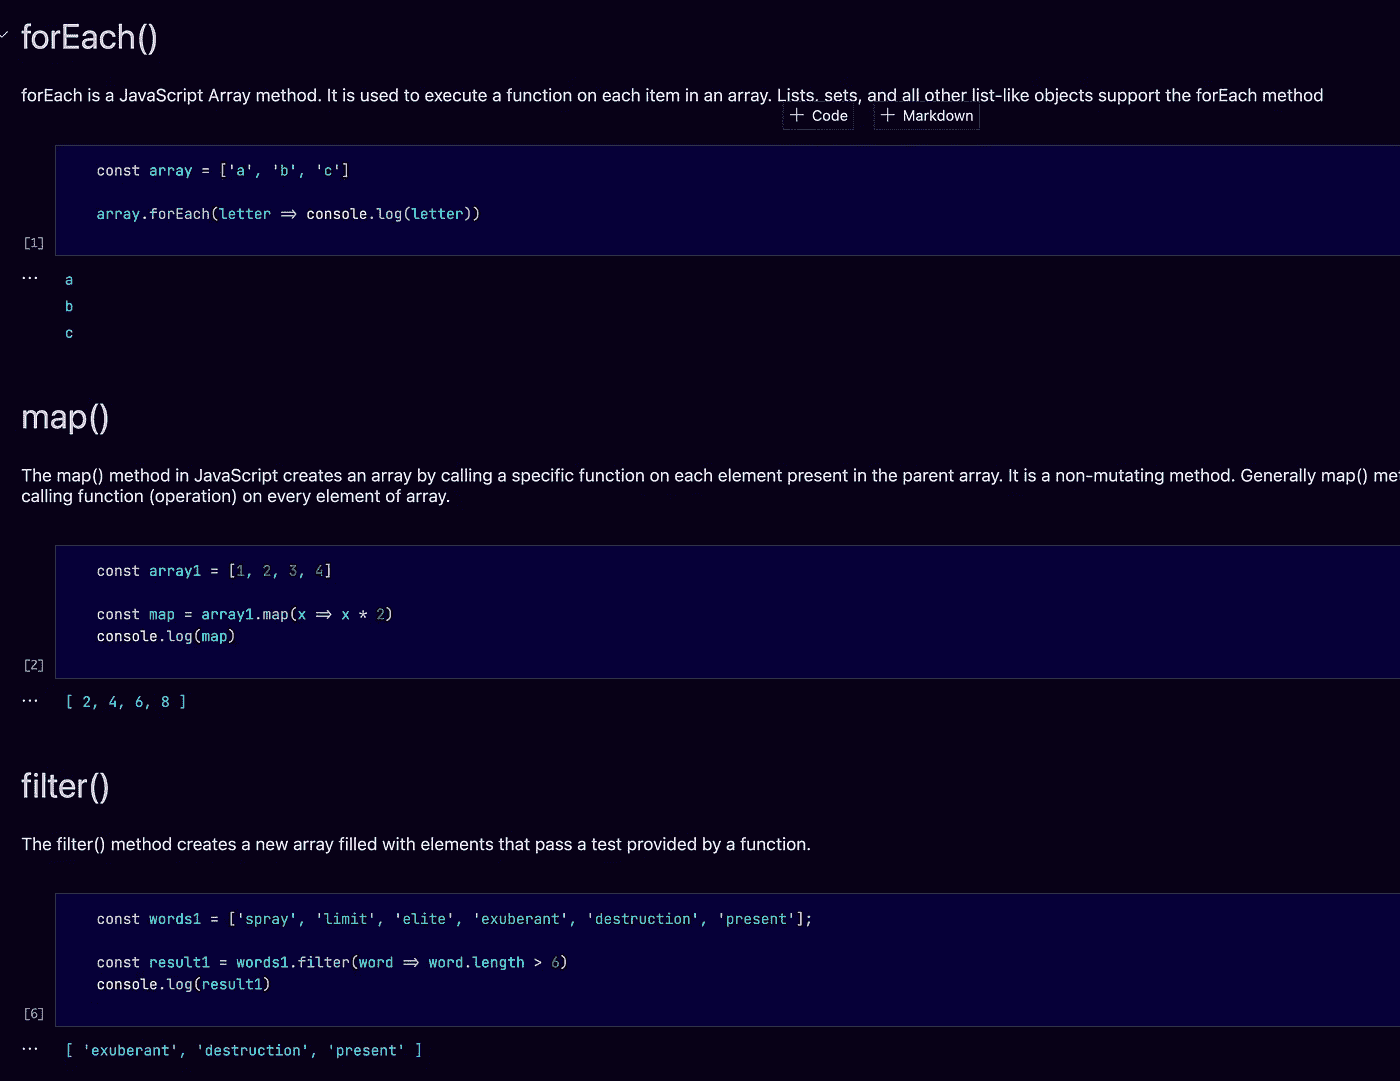 forEach()
forEach is a JavaScript Array method. It is used to execute a function on each item in an array. Lists, sets, and all other list-like objects support the forEach method
+ Code + Markdown
const array = ['a', 'b', 'c']
array.forEach(letter => console.log(letter))
[1]
... a
b
c
map()
The map() method in JavaScript creates an array by calling a specific function on each element present in the parent array. It is a non-mutating method. Generally map()
calling function (operation) on every element of array.
const array1 = [1, 2, 3, 4]
const map = array1.map(x => x * 2)
console.log(map)
[2]
... [ 2, 4, 6, 8 ]
filter()
The filter() method creates a new array filled with elements that pass a test provided by a function.
const words1 = ['spray', 'limit', 'elite', 'exuberant', 'destruction', 'present'];
const result1 = words1.filter(word => word.length > 6)
console.log(result1)
[6]
... [ 'exuberant', 'destruction', 'present' ]